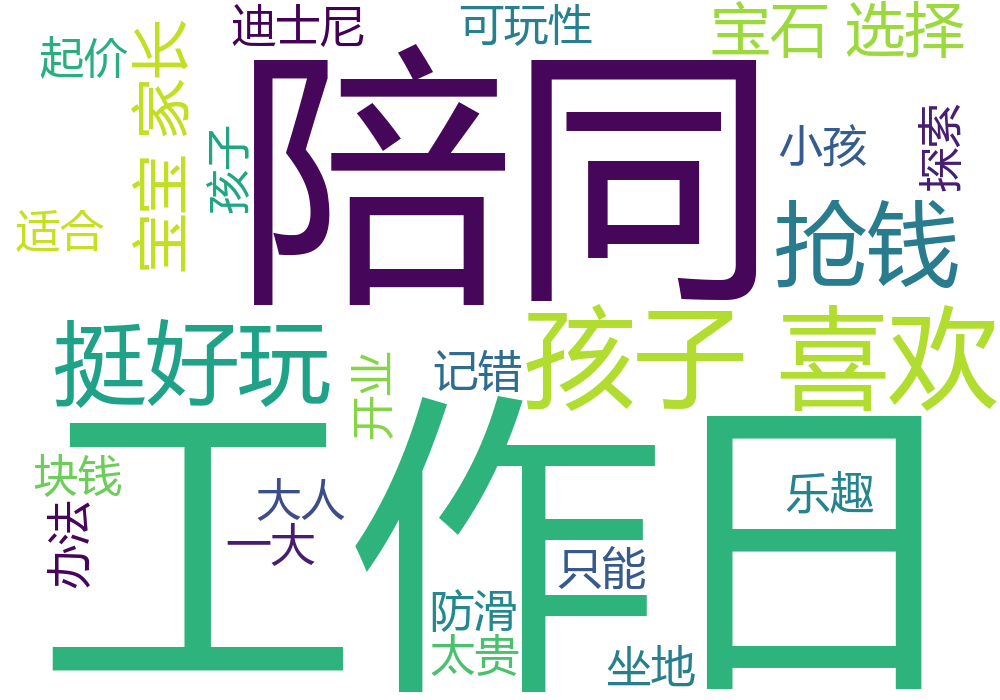 迪士尼
可玩性
宝石 选择
起价
宝宝 家长
孩子
陪同
小孩
探索
适合
抢钱
挺好玩
孩子 喜欢
开业
记错
工作日
块钱
大人
乐趣
办法
一大
只能
防滑
太贵
坐地